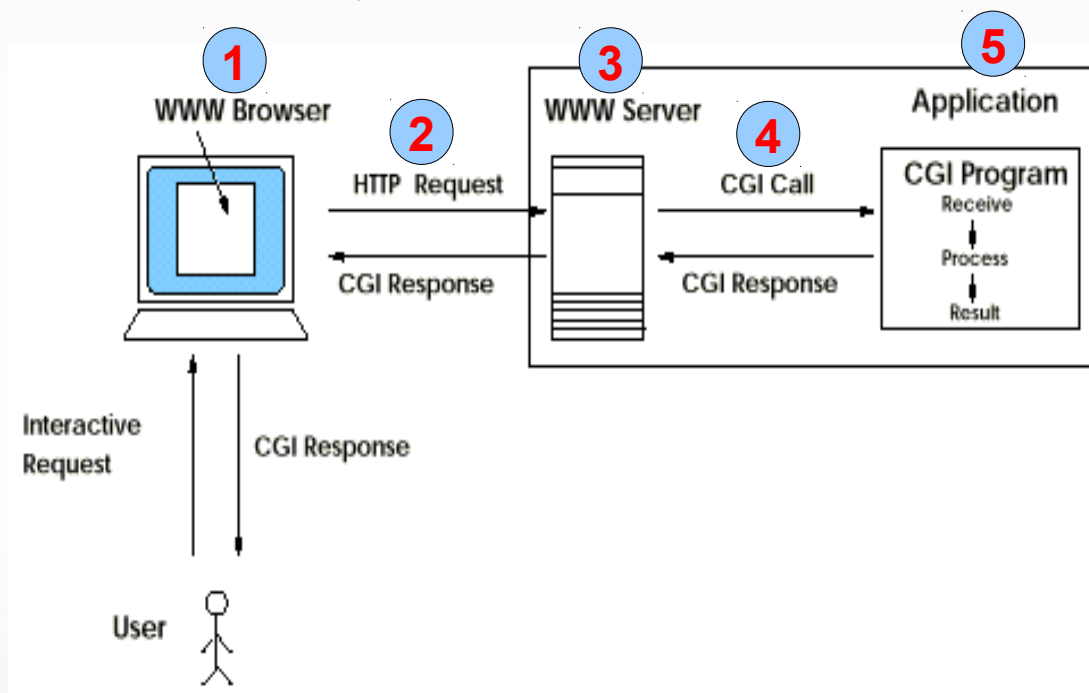 1
WWW Browser
2
HTTP Request
CGI Response
3
WWW Server
4
CGI Call
CGI Response
5
Application
CGI Program
Receive
Process
Result
Interactive
Request
CGI Response
User